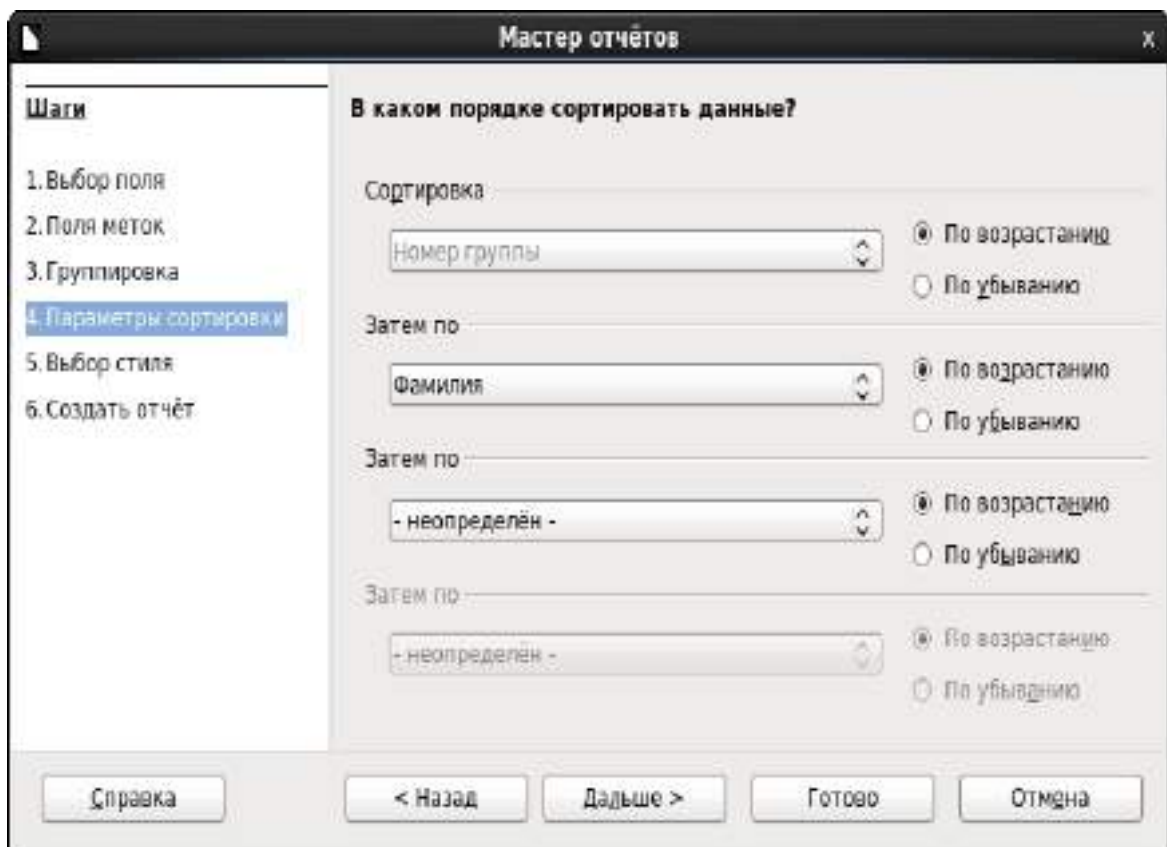 Мастер отчётов
x
Шаги
1. Выбор поля
2. Поля меток
3. Группировка
4. Параметры сортировки
5. Выбор стиля
6. Создать отчёт
В каком порядке сортировать данные?
Сортировка
Номер группы
По возрастанию
По убыванию
Затем по
Фамилия
По возрастанию
По убыванию
Затем по
- неопределён -
По возрастанию
По убыванию
Затем по
- неопределён -
По возрастанию
По убыванию
Справка
< Назад
Дальше >
Готово
Отмена